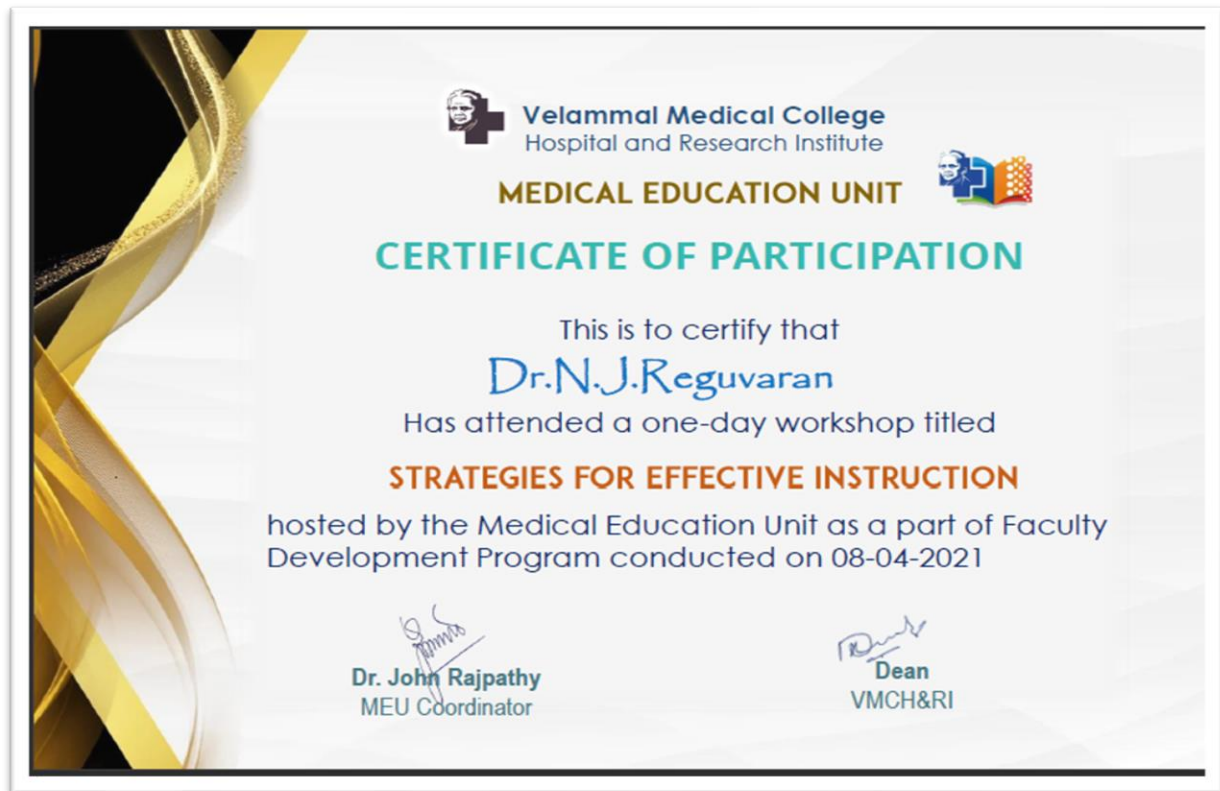 Velammal Medical College
Hospital and Research Institute
MEDICAL EDUCATION UNIT
CERTIFICATE OF PARTICIPATION
This is to certify that
Dr.N.J.Reguvaran
Has attended a one-day workshop titled
STRATEGIES FOR EFFECTIVE INSTRUCTION
hosted by the Medical Education Unit as a part of Faculty
Development Program conducted on 08-04-2021
Dr. John Rajpathy
MEU Coordinator
Dean
VMCH&RI